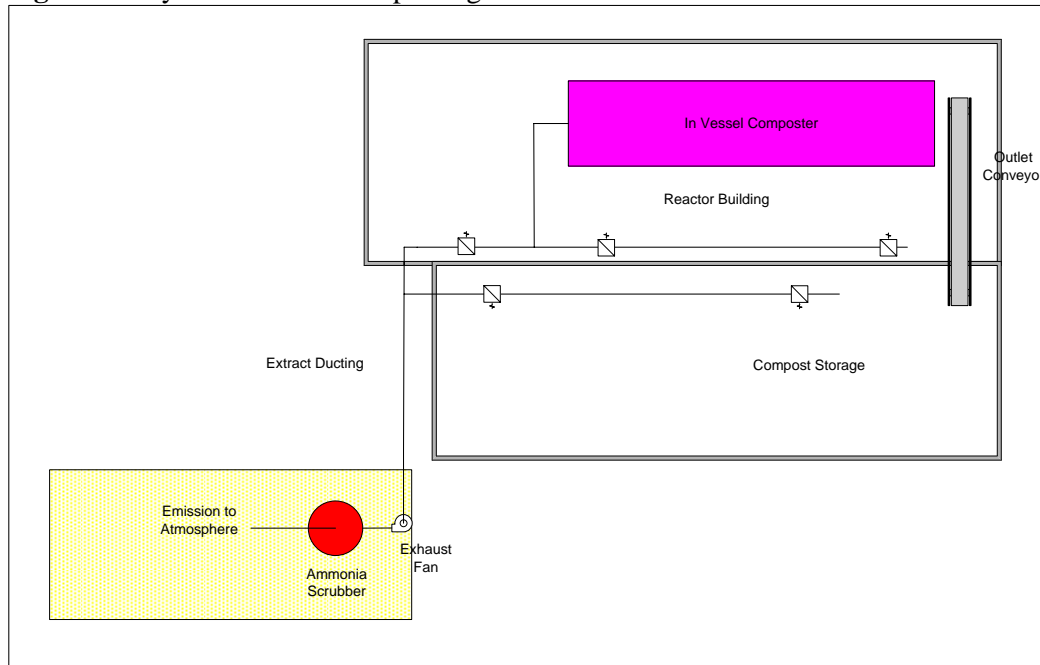 In Vessel Composter
Outlet
Conveyo
Reactor Building
Extract Ducting
Compost Storage
Emission to
Atmosphere
Exhaust
Fan
Ammonia
Scrubber